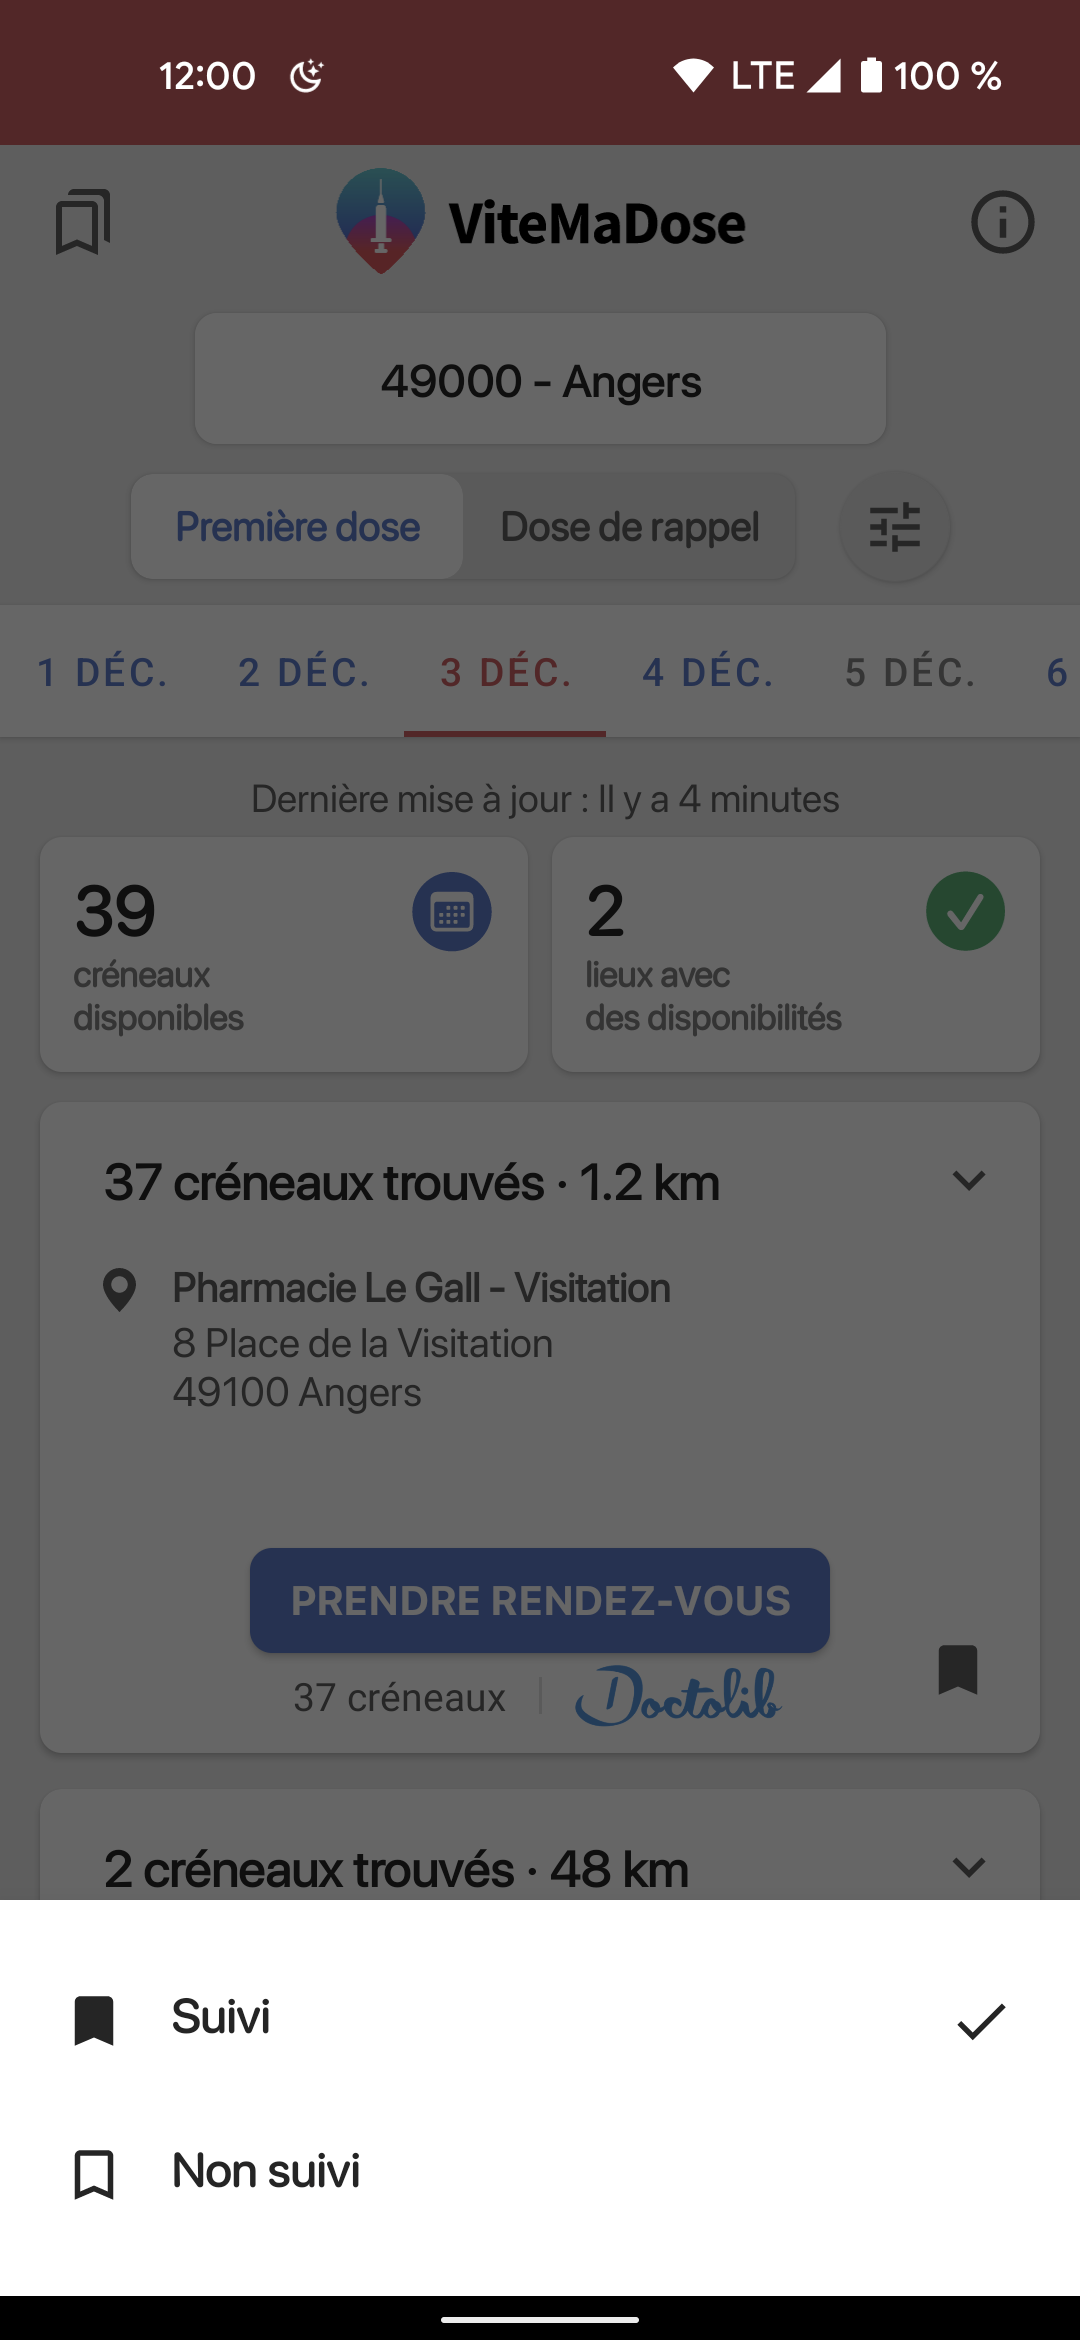 12:00 LTE 100 %
ViteMaDose
49000 - Angers
Première dose Dose de rappel
1 DÉC. 2 DÉC. 3 DÉC. 4 DÉC. 5 DÉC. 6
Dernière mise à jour : Il y a 4 minutes
39
créneaux
disponibles
2
lieux avec
des disponibilités
37 créneaux trouvés · 1.2 km
Pharmacie Le Gall - Visitation
8 Place de la Visitation
49100 Angers
PRENDRE RENDEZ-VOUS
37 créneaux Doctolib
2 créneaux trouvés · 48 km
Suivi
Non suivi